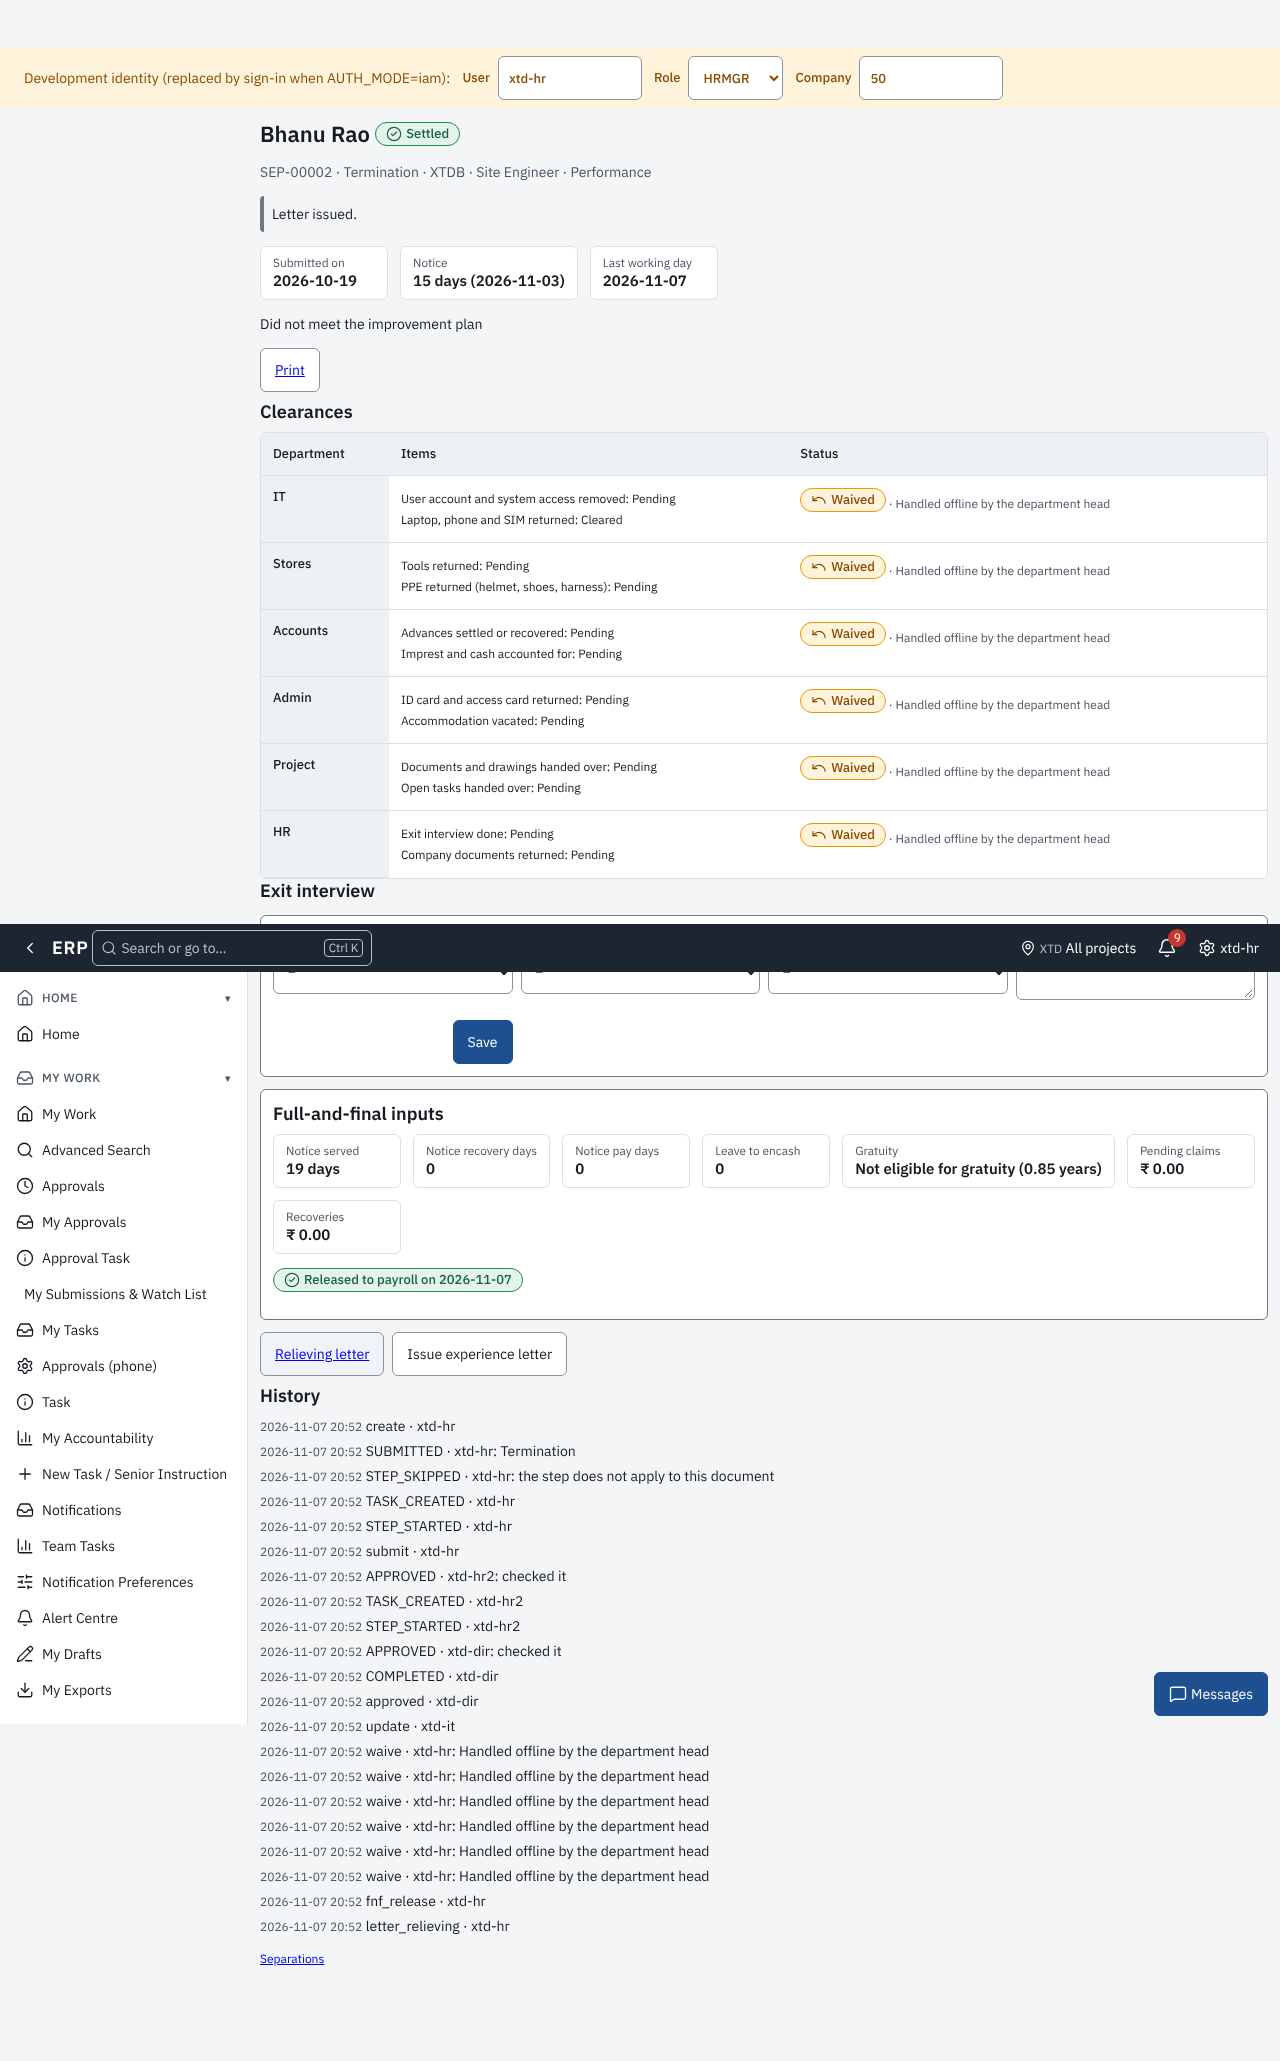 Development identity (replaced by sign-in when AUTH_MODE=iam): User xtd-hr Role HRMGR Company 50
Bhanu Rao Settled
SEP-00002 · Termination · XTDB · Site Engineer · Performance
Letter issued.
Submitted on
2026-10-19
Notice
15 days (2026-11-03)
Last working day
2026-11-07
Did not meet the improvement plan
Print
Clearances
Department Items Status
IT
User account and system access removed: Pending
Laptop, phone and SIM returned: Cleared
Waived · Handled offline by the department head
Stores
Tools returned: Pending
PPE returned (helmet, shoes, harness): Pending
Waived · Handled offline by the department head
Accounts
Advances settled or recovered: Pending
Imprest and cash accounted for: Pending
Waived · Handled offline by the department head
Admin
ID card and access card returned: Pending
Accommodation vacated: Pending
Waived · Handled offline by the department head
Project
Documents and drawings handed over: Pending
Open tasks handed over: Pending
Waived · Handled offline by the department head
HR
Exit interview done: Pending
Company documents returned: Pending
Waived · Handled offline by the department head
Exit interview
ERP Search or go to... Ctrl K XTD All projects 9 xtd-hr
HOME
Home
MY WORK
My Work
Advanced Search
Approvals
My Approvals
Approval Task
My Submissions & Watch List
My Tasks
Approvals (phone)
Task
My Accountability
New Task / Senior Instruction
Notifications
Team Tasks
Notification Preferences
Alert Centre
My Drafts
My Exports
Save
Full-and-final inputs
Notice served
19 days
Notice recovery days
0
Notice pay days
0
Leave to encash
0
Gratuity
Not eligible for gratuity (0.85 years)
Pending claims
₹ 0.00
Recoveries
₹ 0.00
Released to payroll on 2026-11-07
Relieving letter Issue experience letter
History
2026-11-07 20:52 create · xtd-hr
2026-11-07 20:52 SUBMITTED · xtd-hr: Termination
2026-11-07 20:52 STEP_SKIPPED · xtd-hr: the step does not apply to this document
2026-11-07 20:52 TASK_CREATED · xtd-hr
2026-11-07 20:52 STEP_STARTED · xtd-hr
2026-11-07 20:52 submit · xtd-hr
2026-11-07 20:52 APPROVED · xtd-hr2: checked it
2026-11-07 20:52 TASK_CREATED · xtd-hr2
2026-11-07 20:52 STEP_STARTED · xtd-hr2
2026-11-07 20:52 APPROVED · xtd-dir: checked it
2026-11-07 20:52 COMPLETED · xtd-dir
2026-11-07 20:52 approved · xtd-dir
2026-11-07 20:52 update · xtd-it
2026-11-07 20:52 waive · xtd-hr: Handled offline by the department head
2026-11-07 20:52 waive · xtd-hr: Handled offline by the department head
2026-11-07 20:52 waive · xtd-hr: Handled offline by the department head
2026-11-07 20:52 waive · xtd-hr: Handled offline by the department head
2026-11-07 20:52 waive · xtd-hr: Handled offline by the department head
2026-11-07 20:52 waive · xtd-hr: Handled offline by the department head
2026-11-07 20:52 fnf_release · xtd-hr
2026-11-07 20:52 letter_relieving · xtd-hr
Messages
Separations